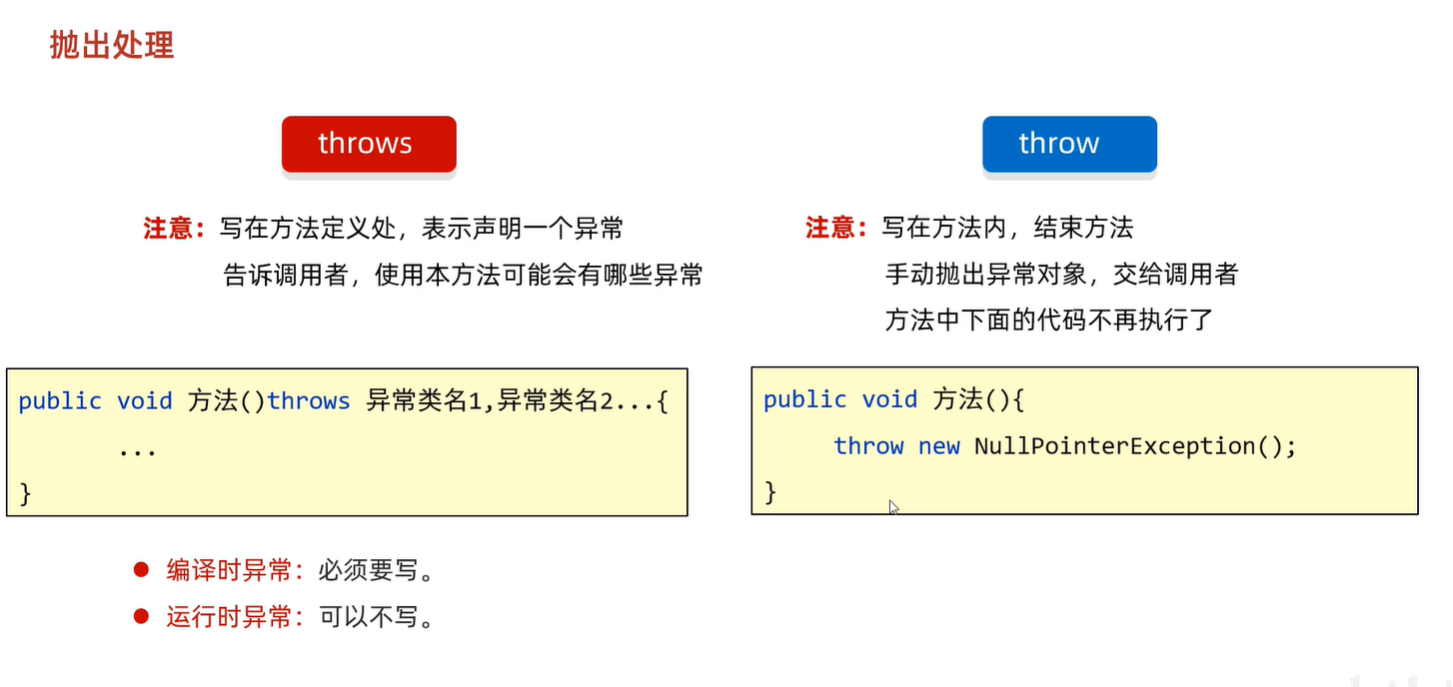 抛出处理
throws
注意：写在方法定义处，表示声明一个异常
告诉调用者，使用本方法可能会有哪些异常
public void 方法()throws 异常类名1,异常类名2...{
...
}
编译时异常：必须要写。
运行时异常：可以不写。
throw
注意：写在方法内，结束方法
手动抛出异常对象，交给调用者
方法中下面的代码不再执行了
public void 方法(){
throw new NullPointerException();
}